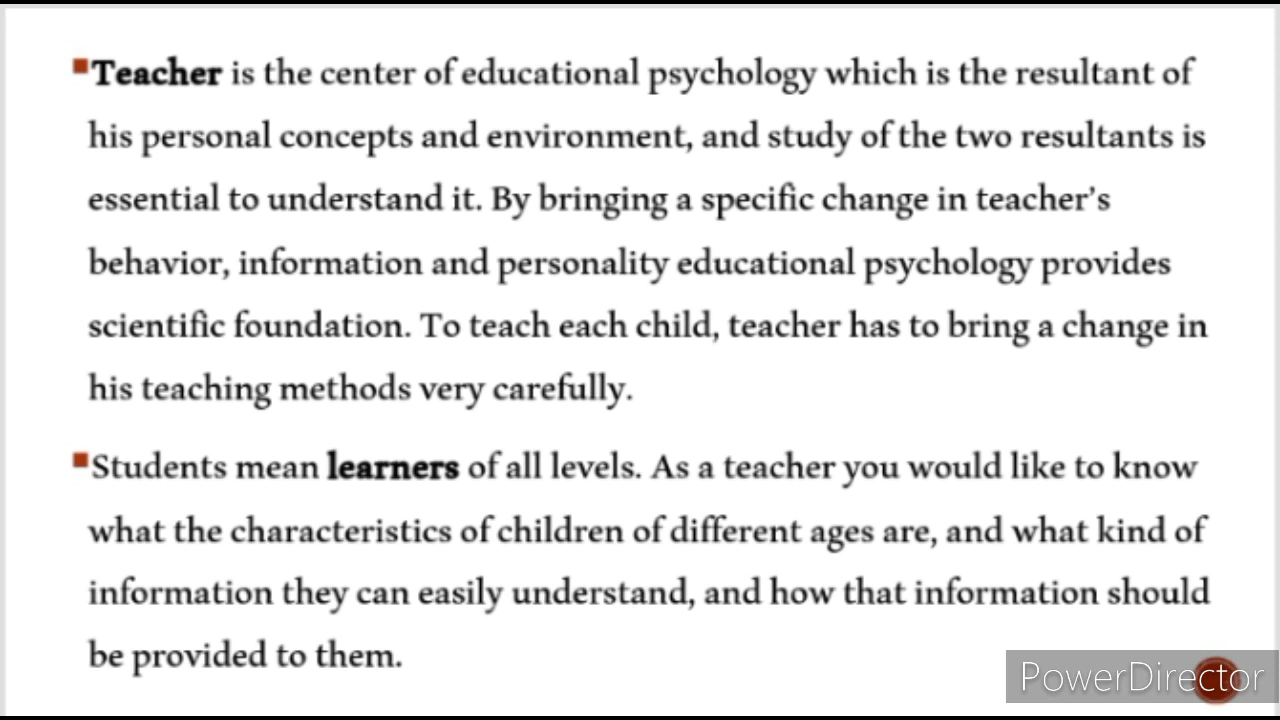 Teacher is the center of educational psychology which is the resultant of
his personal concepts and environment, and study of the two resultants is
essential to understand it. By bringing a specific change in teacher's
behavior, information and personality educational psychology provides
scientific foundation. To teach each child, teacher has to bring a change in
his teaching methods very carefully.
Students mean learners of all levels. As a teacher you would like to know
what the characteristics of children of different ages are, and what kind of
information they can easily understand, and how that information should
be provided to them.
PowerDirector